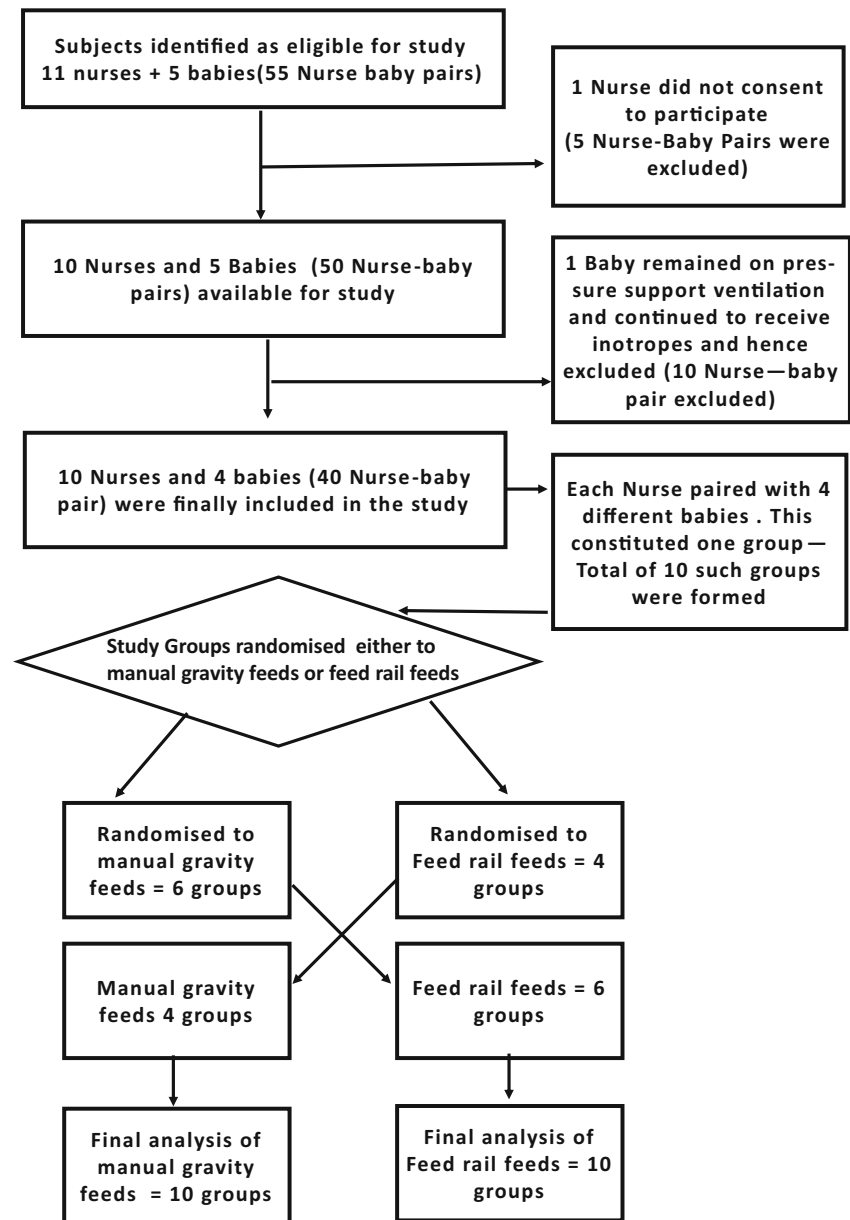 Subjects identified as eligible for study
11 nurses + 5 babies(55 Nurse baby pairs)
1 Nurse did not consent
to participate
(5 Nurse-Baby Pairs were
excluded)
10 Nurses and 5 Babies (50 Nurse-baby
pairs) available for study
1 Baby remained on pres-
sure support ventilation
and continued to receive
inotropes and hence
excluded (10 Nurse—baby
pair excluded)
10 Nurses and 4 babies (40 Nurse-baby
pair) were finally included in the study
Each Nurse paired with 4
different babies . This
constituted one group —
Total of 10 such groups
were formed
Study Groups randomised either to
manual gravity feeds or feed rail feeds
Randomised to
manual gravity
feeds = 6 groups
Randomised to
Feed rail feeds = 4
groups
Manual gravity
feeds 4 groups
Feed rail feeds = 6
groups
Final analysis of
manual gravity
feeds = 10 groups
Final analysis of
Feed rail feeds = 10
groups